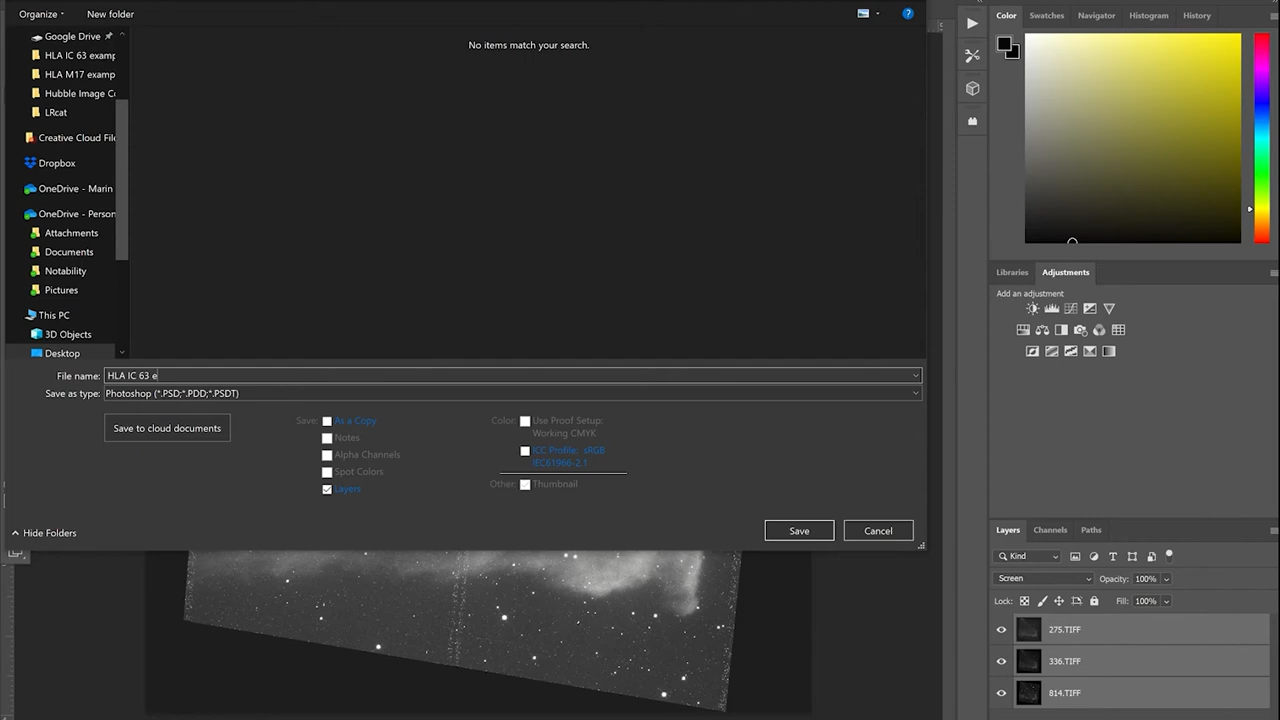 Organize
New folder
?
Google Drive
HLA IC 63 examp
HLA M17 examp
Hubble Image Co
LRcat
Creative Cloud File
Dropbox
OneDrive - Marin
OneDrive - Person
Attachments
Documents
Notability
Pictures
This PC
3D Objects
Desktop
No items match your search.
File name: HLA IC 63 e
Save as type: Photoshop (*.PSD;*.PDD;*.PSDT)
Save to cloud documents
Save: As a Copy
Notes
Alpha Channels
Spot Colors
Layers
Color: Use Proof Setup:
Working CMYK
ICC Profile: sRGB
IEC61966-2.1
Other: Thumbnail
Hide Folders
Save
Cancel
Color Swatches Navigator Histogram History
Libraries Adjustments
Add an adjustment
Layers Channels Paths
Kind
Screen Opacity: 100%
Lock: Fill: 100%
275.TIFF
336.TIFF
814.TIFF